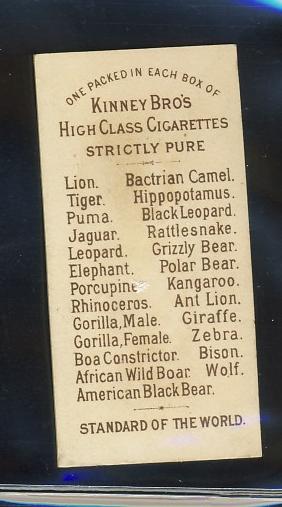 ONE PACKED IN EACH BOX OF
KINNEY BRO'S
HIGH CLASS CIGARETTES
STRICTLY PURE
Lion. Bactrian Camel.
Tiger. Hippopotamus.
Puma. Black Leopard.
Jaguar. Rattlesnake.
Leopard. Grizzly Bear.
Elephant. Polar Bear.
Porcupine Kangaroo.
Rhinoceros. Ant Lion.
Gorilla, Male. Giraffe.
Gorilla, Female. Zebra.
Boa Constrictor. Bison.
African Wild Boar. Wolf.
American Black Bear.
STANDARD OF THE WORLD.